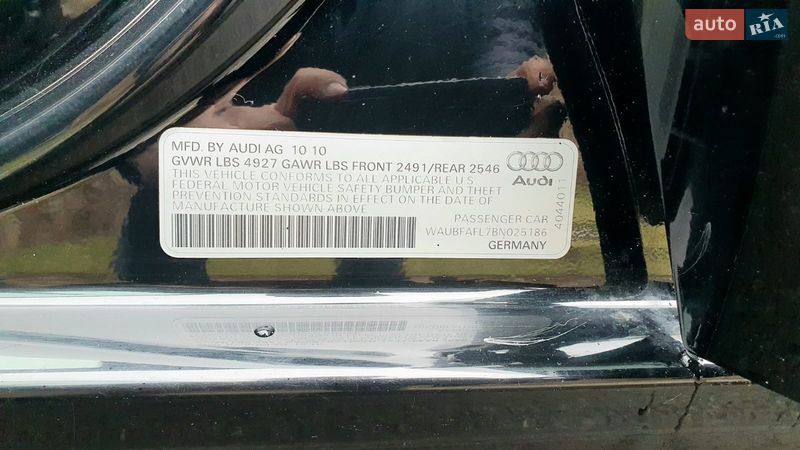 auto RIA.com
MFD. BY AUDI AG 10 10
GVWR LBS 4927 GAWR LBS FRONT 2491/REAR 2546
THIS VEHICLE CONFORMS TO ALL APPLICABLE U.S.
FEDERAL MOTOR VEHICLE SAFETY BUMPER AND THEFT
PREVENTION STANDARDS IN EFFECT ON THE DATE OF
MANUFACTURE SHOWN ABOVE
Audi
PASSENGER CAR
WAUBFAFL7BN025186
GERMANY
4044011